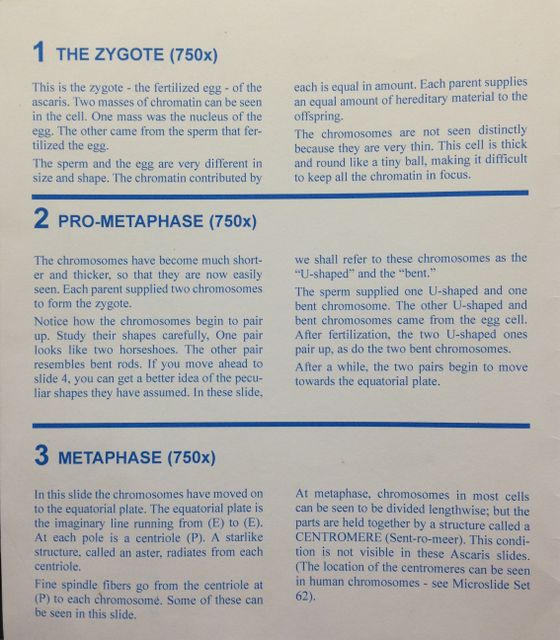 1 THE ZYGOTE (750x)
This is the zygote - the fertilized egg - of the
ascaris. Two masses of chromatin can be seen
in the cell. One mass was the nucleus of the
egg. The other came from the sperm that fer-
tilized the egg.
The sperm and the egg are very different in
size and shape. The chromatin contributed by
each is equal in amount. Each parent supplies
an equal amount of hereditary material to the
offspring.
The chromosomes are not seen distinctly
because they are very thin. This cell is thick
and round like a tiny ball, making it difficult
to keep all the chromatin in focus.
2 PRO-METAPHASE (750x)
The chromosomes have become much short-
er and thicker, so that they are now easily
seen. Each parent supplied two chromosomes
to form the zygote.
Notice how the chromosomes begin to pair
up. Study their shapes carefully, One pair
looks like two horseshoes. The other pair
resembles bent rods. If you move ahead to
slide 4, you can get a better idea of the pecu-
liar shapes they have assumed. In these slide,
we shall refer to these chromosomes as the
“U-shaped” and the “bent.”
The sperm supplied one U-shaped and one
bent chromosome. The other U-shaped and
bent chromosomes came from the egg cell.
After fertilization, the two U-shaped ones
pair up, as do the two bent chromosomes.
After a while, the two pairs begin to move
towards the equatorial plate.
3 METAPHASE (750x)
In this slide the chromosomes have moved on
to the equatorial plate. The equatorial plate is
the imaginary line running from (E) to (E).
At each pole is a centriole (P). A starlike
structure, called an aster, radiates from each
centriole.
Fine spindle fibers go from the centriole at
(P) to each chromosome. Some of these can
be seen in this slide.
At metaphase, chromosomes in most cells
can be seen to be divided lengthwise; but the
parts are held together by a structure called a
CENTROMERE (Sent-ro-meer). This condi-
tion is not visible in these Ascaris slides.
(The location of the centromeres can be seen
in human chromosomes - see Microslide Set
62).